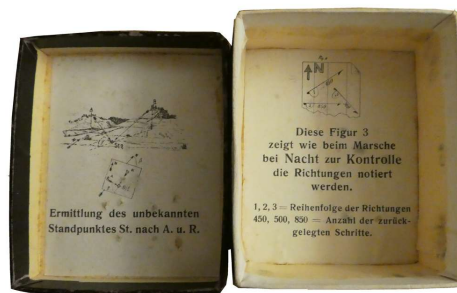 Ermittlung des unbekannten
Standpunktes St. nach A. u. R.
N
Diese Figur 3
zeigt wie beim Marsche
bei Nacht zur Kontrolle
die Richtungen notiert
werden.
1, 2, 3 = Reihenfolge der Richtungen
450, 500, 850 = Anzahl der zurück-
gelegten Schritte.